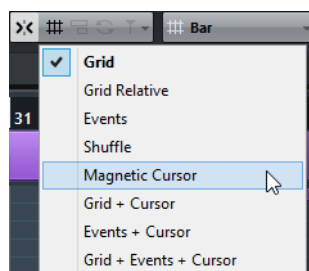 Bar
31
Grid
Grid Relative
Events
Shuffle
Magnetic Cursor
Grid + Cursor
Events + Cursor
Grid + Events + Cursor